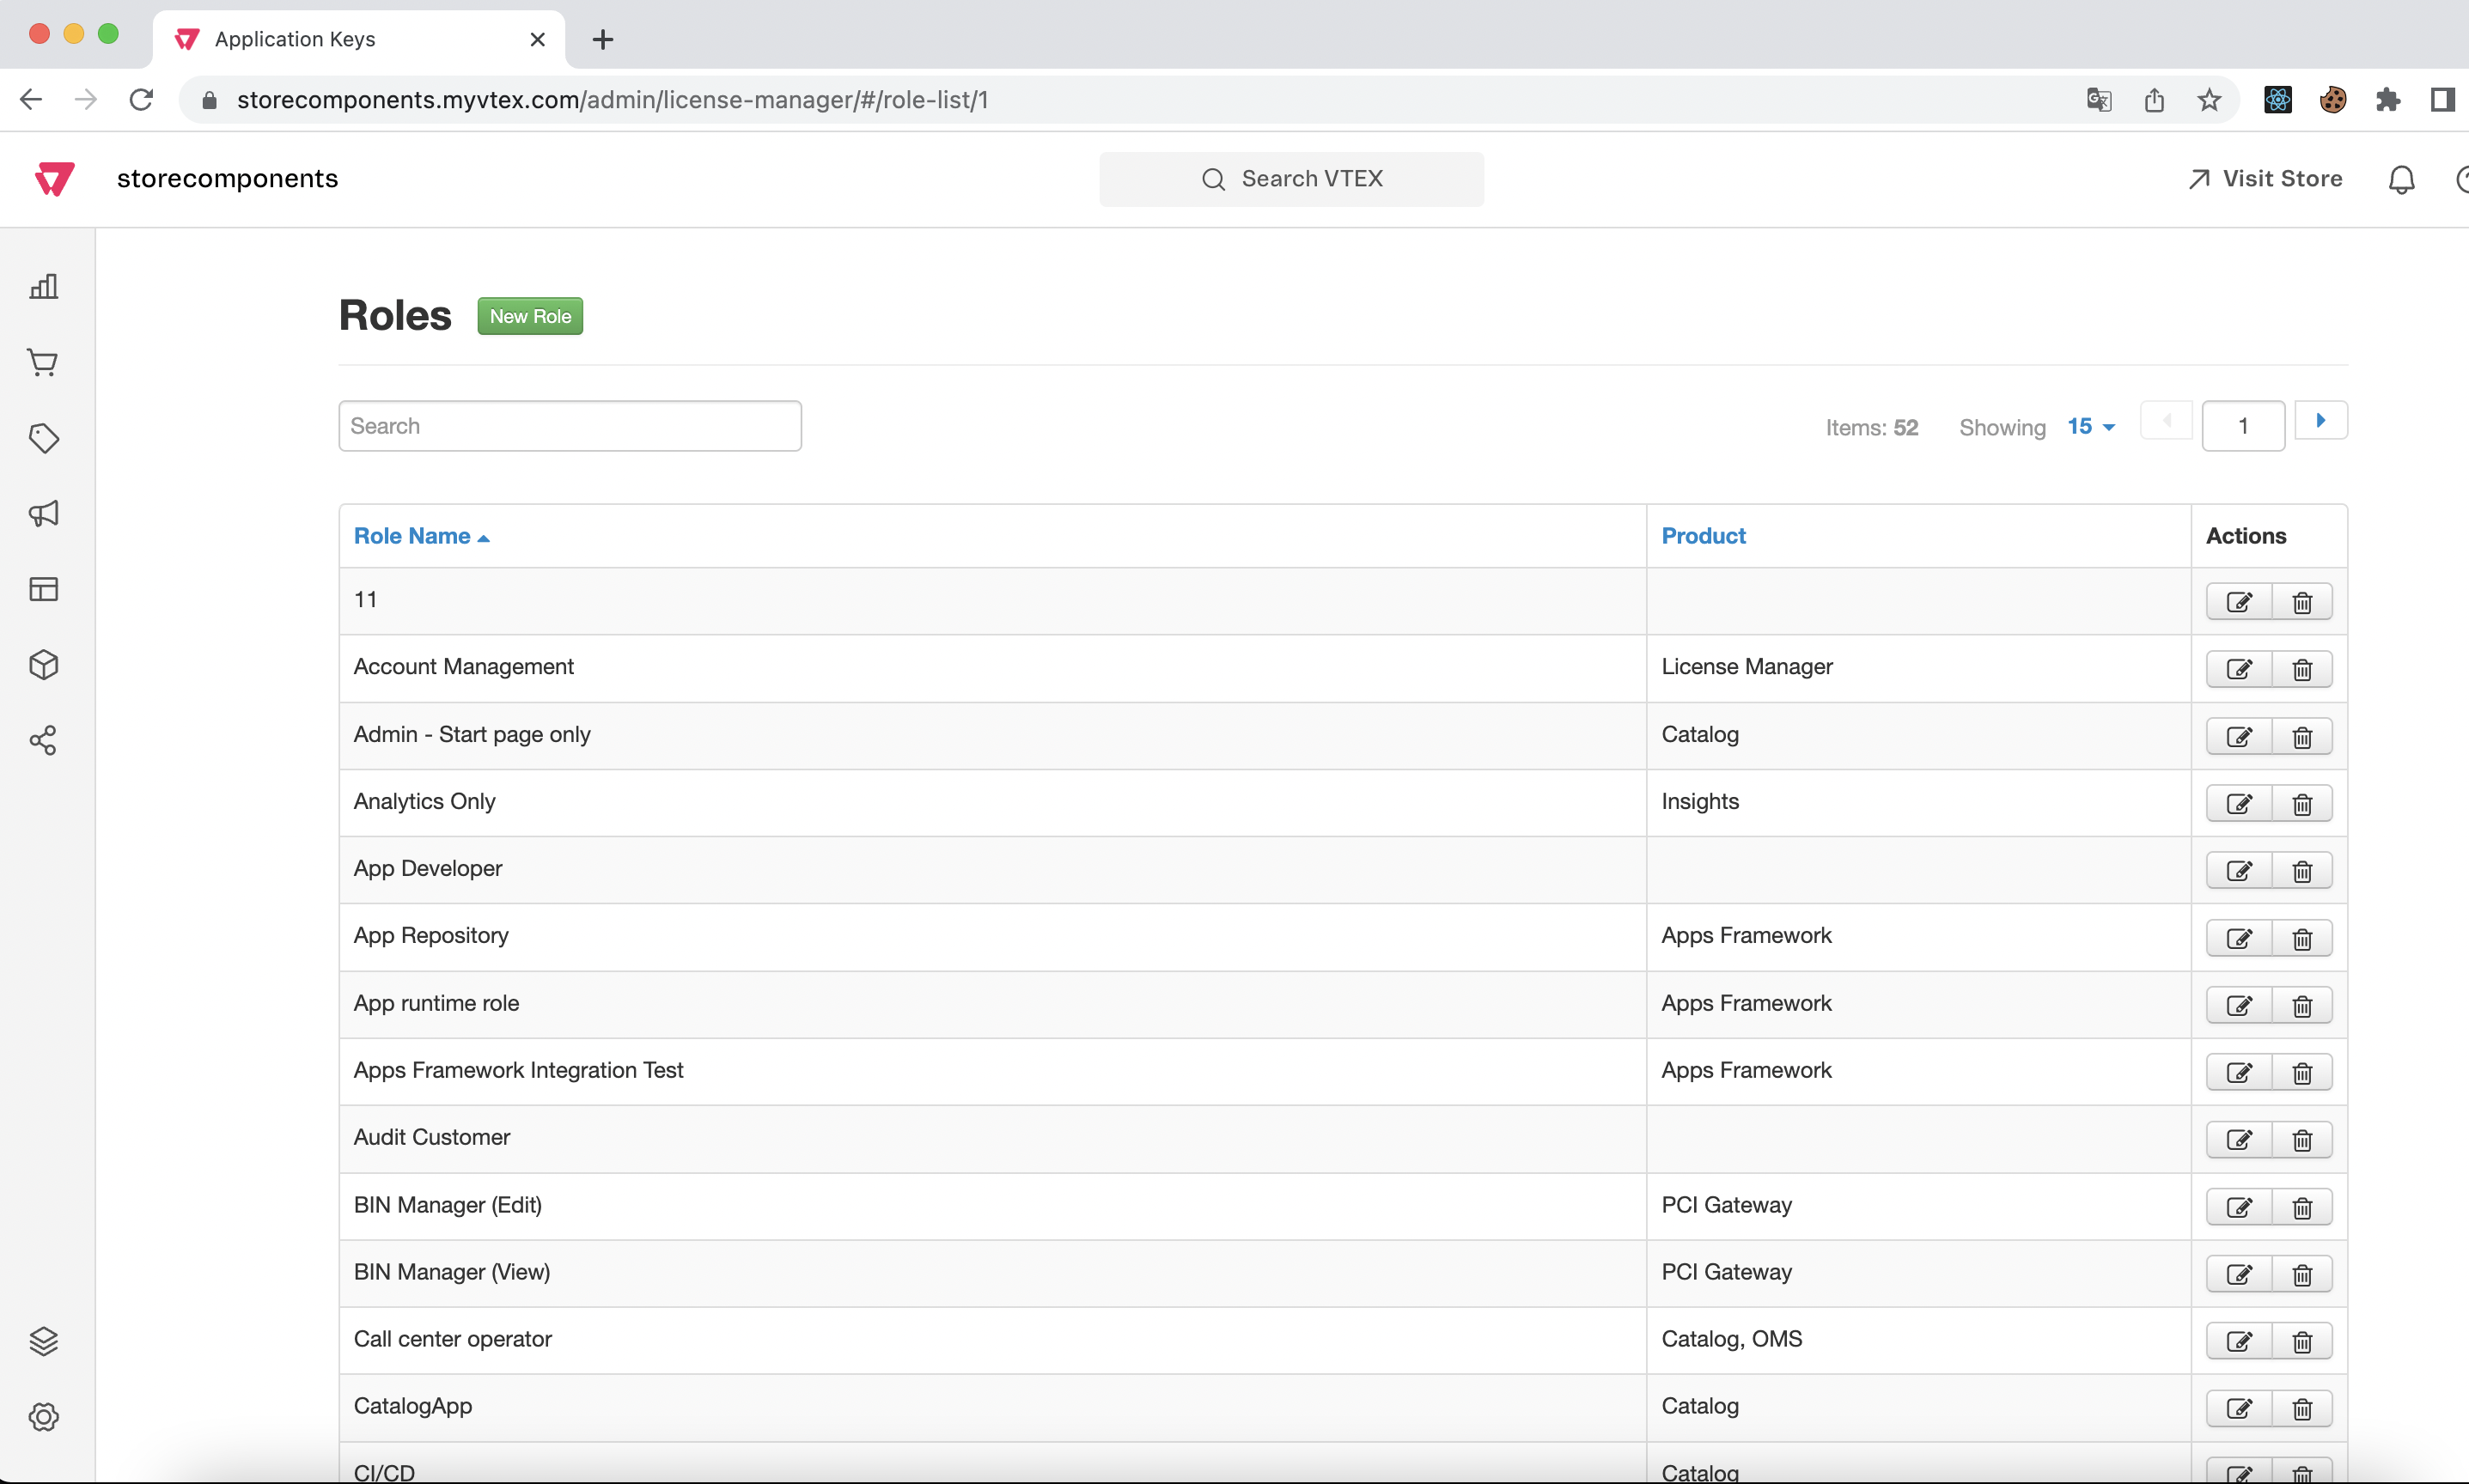 Application Keys
storecomponents.myvtex.com/admin/license-manager/#/role-list/1
storecomponents
Search VTEX
Visit Store
Roles
New Role
Search
Items: 52
Showing 15
1
Role Name
Product
Actions
11
Account Management
License Manager
Admin - Start page only
Catalog
Analytics Only
Insights
App Developer
App Repository
Apps Framework
App runtime role
Apps Framework
Apps Framework Integration Test
Apps Framework
Audit Customer
BIN Manager (Edit)
PCI Gateway
BIN Manager (View)
PCI Gateway
Call center operator
Catalog, OMS
CatalogApp
Catalog
CI/CD
Catalog